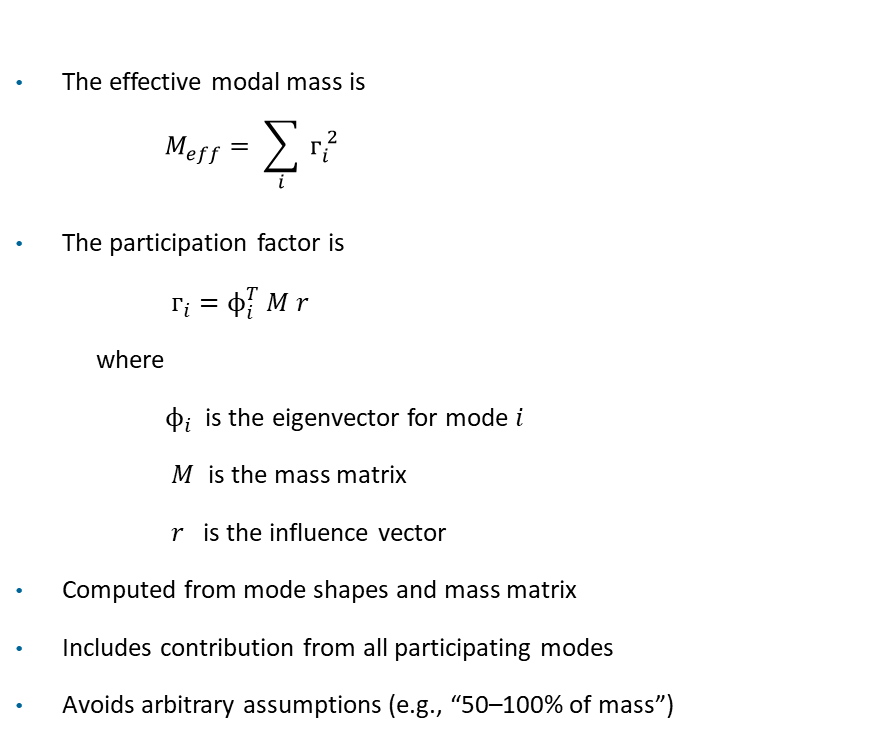 • The effective modal mass is
M_eff = ∑_i г_i^2
• The participation factor is
г_i = ϕ_i^T M r
where
ϕ_i is the eigenvector for mode i
M is the mass matrix
r is the influence vector
• Computed from mode shapes and mass matrix
• Includes contribution from all participating modes
• Avoids arbitrary assumptions (e.g., “50–100% of mass”)